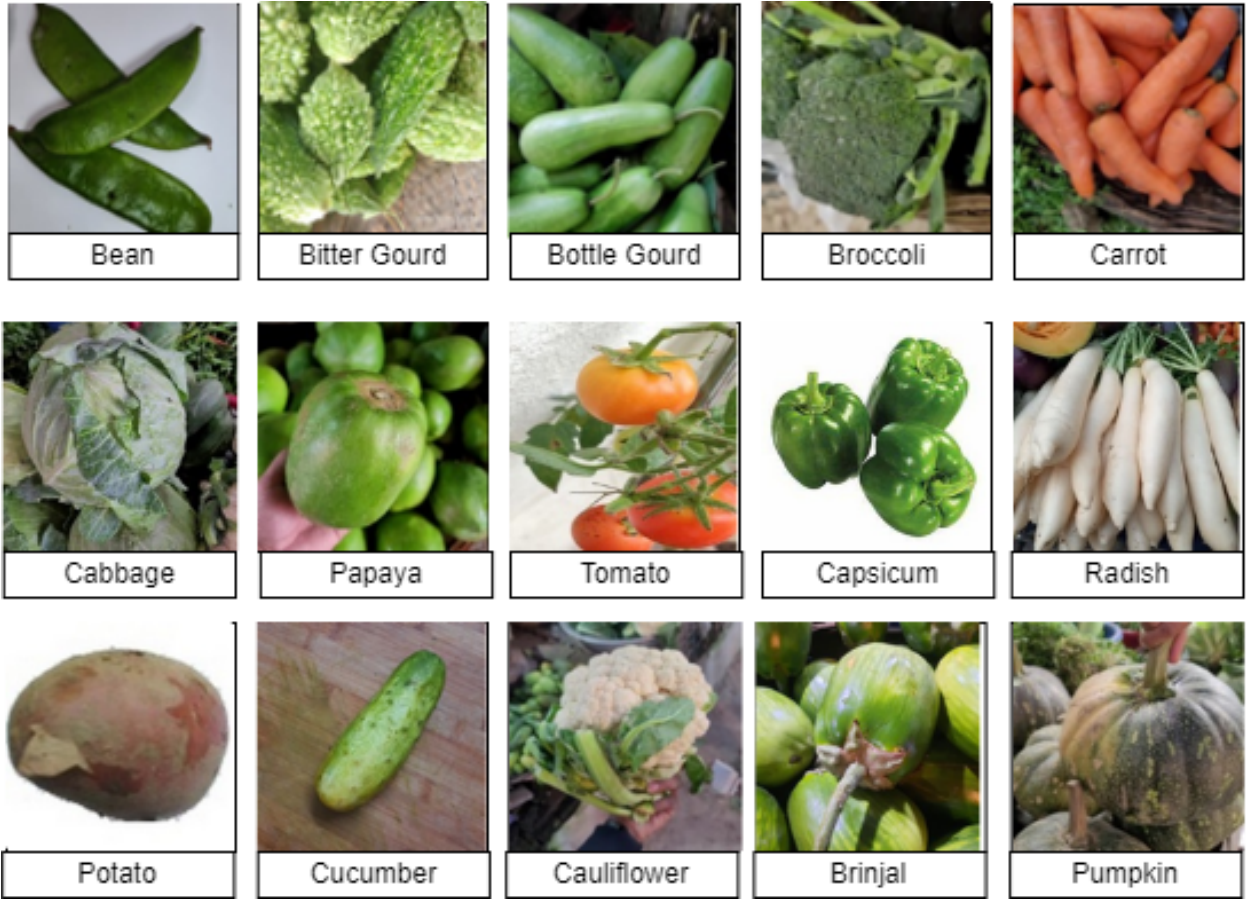 Bean
Bitter Gourd
Bottle Gourd
Broccoli
Carrot
Cabbage
Papaya
Tomato
Capsicum
Radish
Potato
Cucumber
Cauliflower
Brinjal
Pumpkin